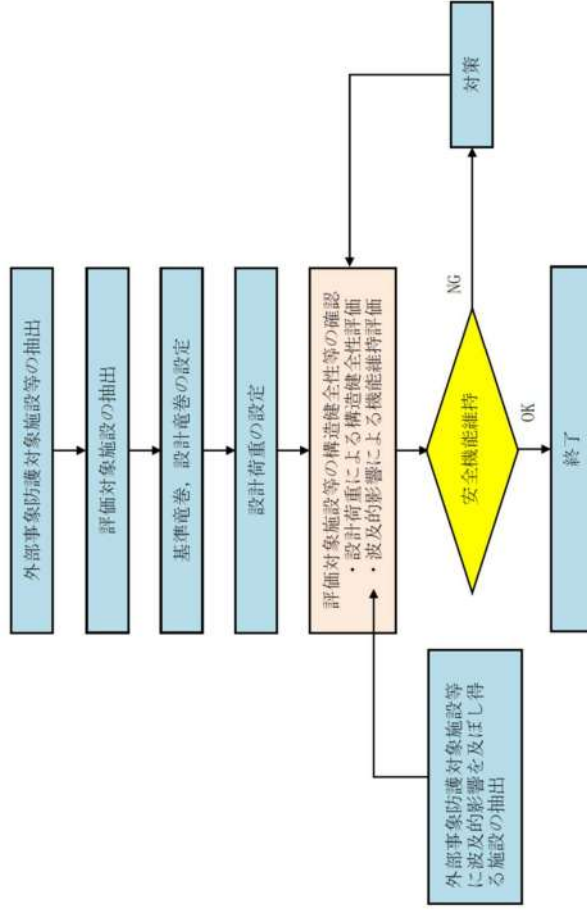 外部事象防護対象施設等の抽出
評価対象施設の抽出
基準竜巻，設計竜巻の設定
設計荷重の設定
評価対象施設等の構造健全性等の確認
・設計荷重による構造健全性評価
・波及的影響による機能維持評価
外部事象防護対象施設等
に波及的影響を及ぼし得
る施設の抽出
安全機能維持
NG
対策
OK
終了